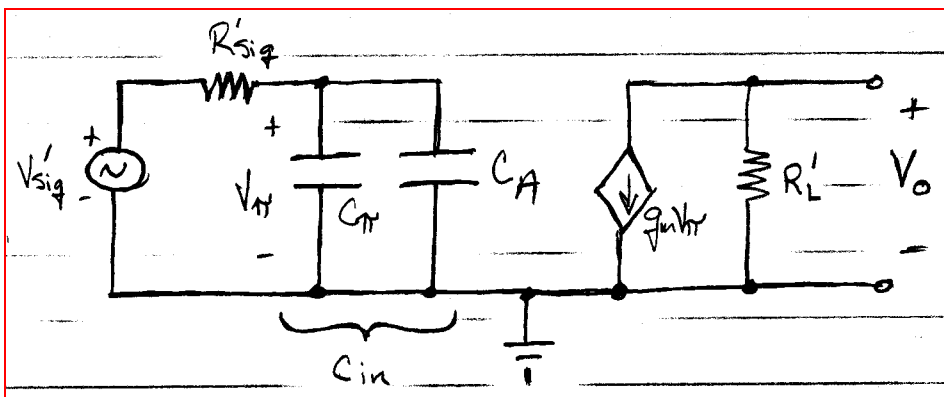 R'sig
+
V'sig
-
+
Vπ
-
Cπ
CA
gmVπ
R'L
+
Vo
-
Cin